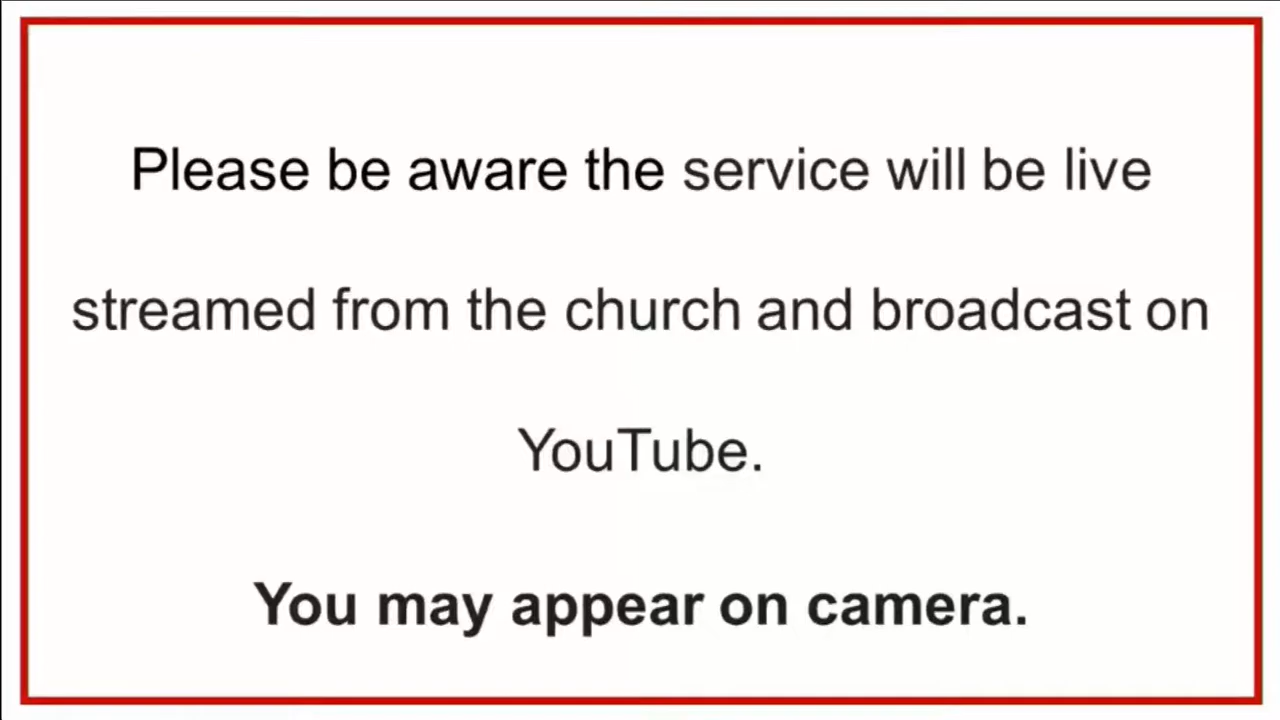 Please be aware the service will be live
streamed from the church and broadcast on
YouTube.
You may appear on camera.